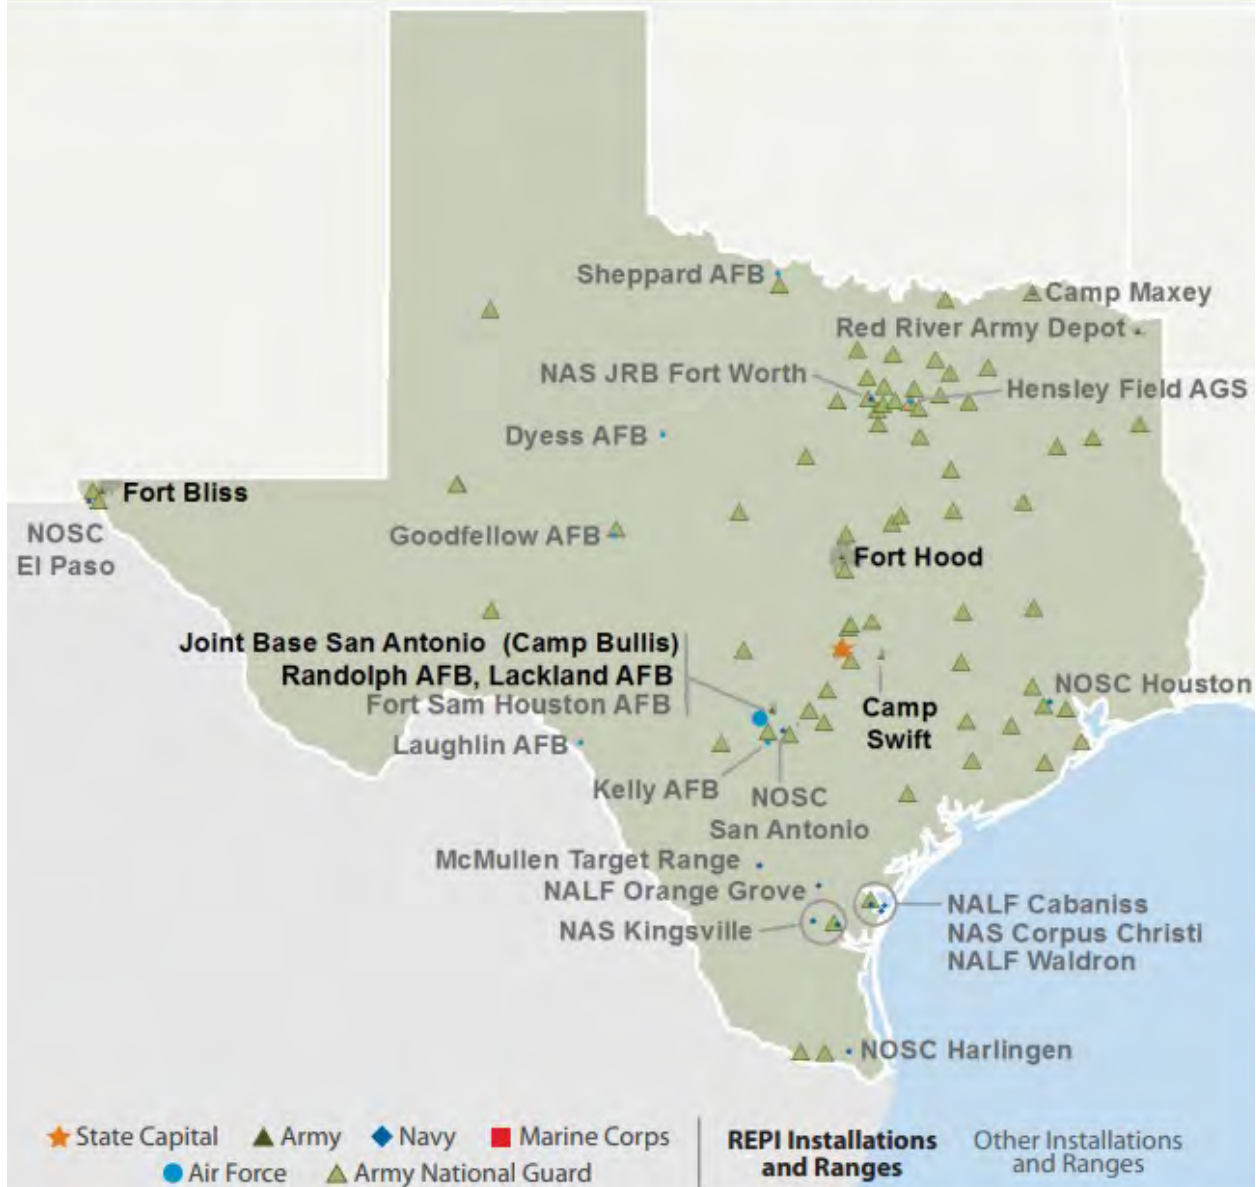 Sheppard AFB
Camp Maxey
Red River Army Depot
NAS JRB Fort Worth
Hensley Field AGS
Dyess AFB
Fort Bliss
NOSC
El Paso
Goodfellow AFB
Fort Hood
Joint Base San Antonio (Camp Bullis)
Randolph AFB, Lackland AFB
Fort Sam Houston AFB
NOSC Houston
Camp
Swift
Laughlin AFB
Kelly AFB
NOSC
San Antonio
McMullen Target Range
NALF Orange Grove
NAS Kingsville
NALF Cabaniss
NAS Corpus Christi
NALF Waldron
NOSC Harlingen
State Capital
Army
Navy
Marine Corps
Air Force
Army National Guard
REPI Installations
and Ranges
Other Installations
and Ranges